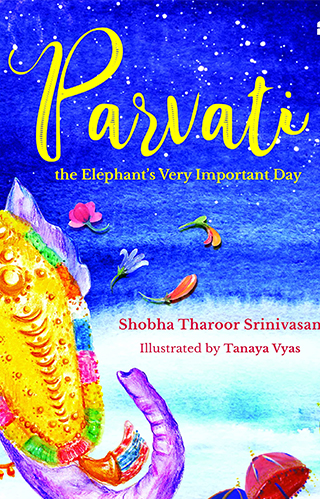 Parvati
the Elephant's Very Important Day
Shobha Tharoor Srinivasan
Illustrated by Tanaya Vyas